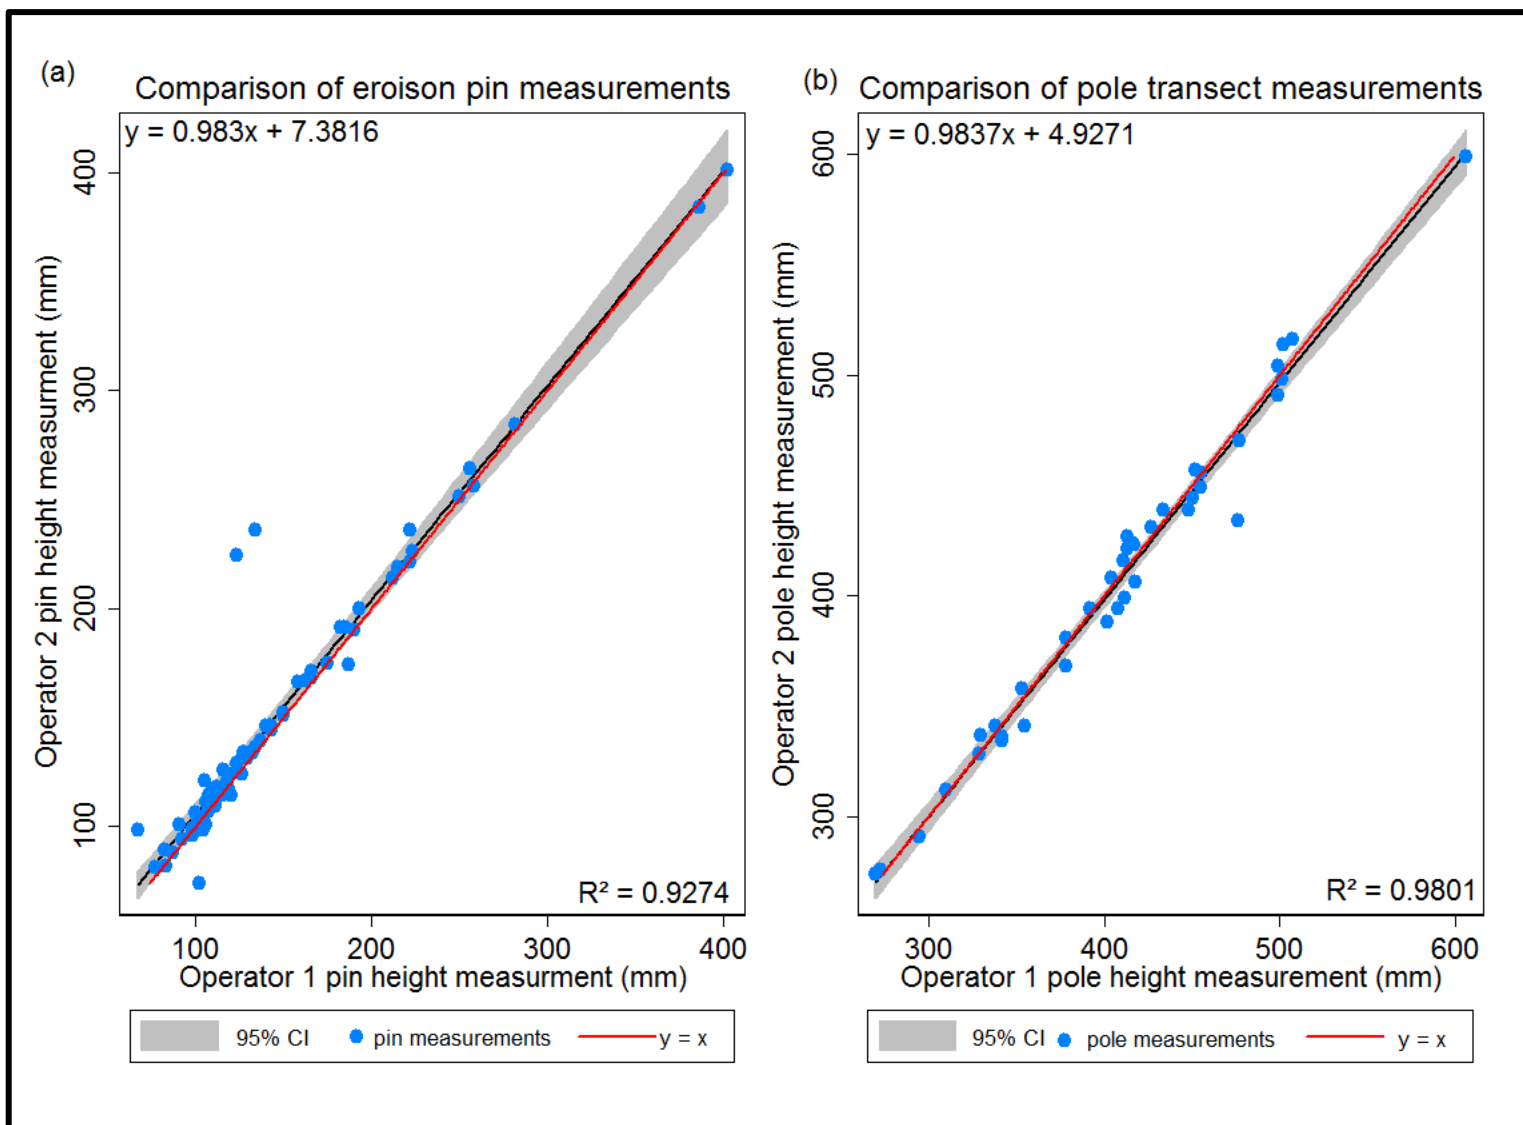 (a)
Comparison of eroison pin measurements
y = 0.983x + 7.3816
400
300
200
100
Operator 2 pin height measurment (mm)
R² = 0.9274
100 200 300 400
Operator 1 pin height measurment (mm)
95% CI pin measurements y = x
(b)
Comparison of pole transect measurements
y = 0.9837x + 4.9271
600
500
400
300
Operator 2 pole height measurement (mm)
R² = 0.9801
300 400 500 600
Operator 1 pole height measurement (mm)
95% CI pole measurements y = x